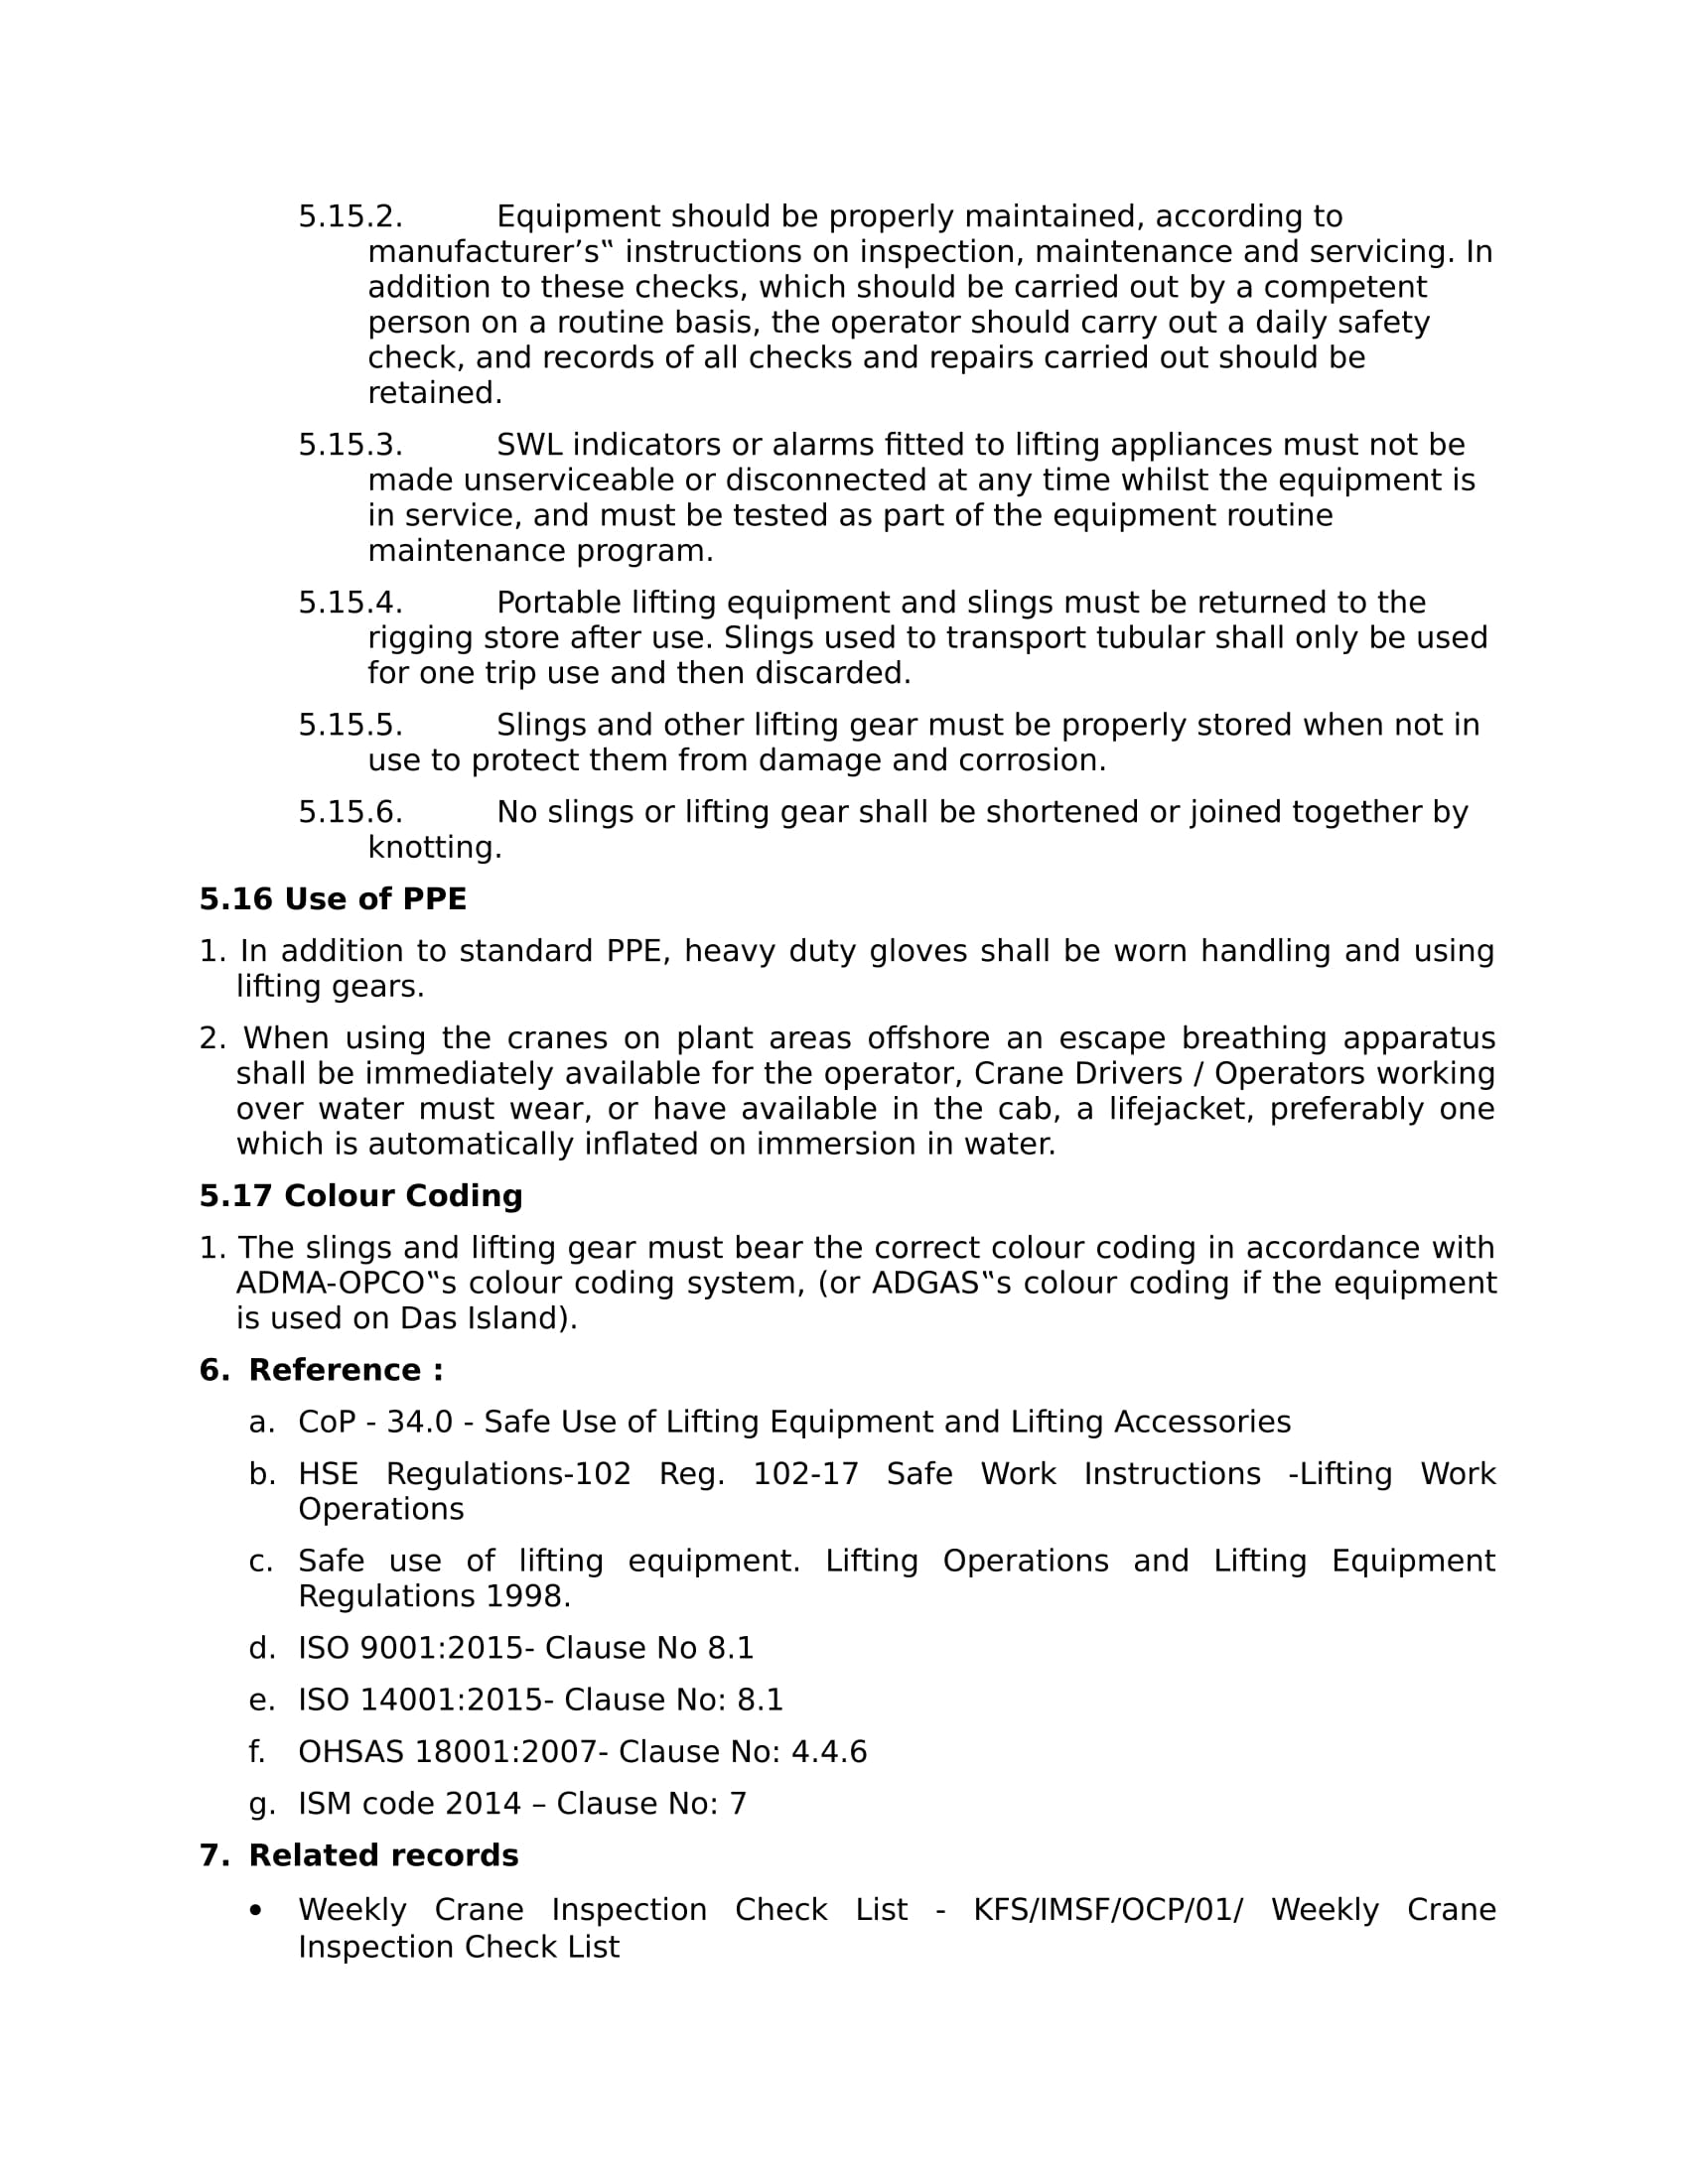 5.15.2. Equipment should be properly maintained, according to
manufacturer’s‟ instructions on inspection, maintenance and servicing. In
addition to these checks, which should be carried out by a competent
person on a routine basis, the operator should carry out a daily safety
check, and records of all checks and repairs carried out should be
retained.
5.15.3. SWL indicators or alarms fitted to lifting appliances must not be
made unserviceable or disconnected at any time whilst the equipment is
in service, and must be tested as part of the equipment routine
maintenance program.
5.15.4. Portable lifting equipment and slings must be returned to the
rigging store after use. Slings used to transport tubular shall only be used
for one trip use and then discarded.
5.15.5. Slings and other lifting gear must be properly stored when not in
use to protect them from damage and corrosion.
5.15.6. No slings or lifting gear shall be shortened or joined together by
knotting.
5.16 Use of PPE
1. In addition to standard PPE, heavy duty gloves shall be worn handling and using
lifting gears.
2. When using the cranes on plant areas offshore an escape breathing apparatus
shall be immediately available for the operator, Crane Drivers / Operators working
over water must wear, or have available in the cab, a lifejacket, preferably one
which is automatically inflated on immersion in water.
5.17 Colour Coding
1. The slings and lifting gear must bear the correct colour coding in accordance with
ADMA-OPCO‟s colour coding system, (or ADGAS‟s colour coding if the equipment
is used on Das Island).
6. Reference :
a. CoP - 34.0 - Safe Use of Lifting Equipment and Lifting Accessories
b. HSE Regulations-102 Reg. 102-17 Safe Work Instructions -Lifting Work
Operations
c. Safe use of lifting equipment. Lifting Operations and Lifting Equipment
Regulations 1998.
d. ISO 9001:2015- Clause No 8.1
e. ISO 14001:2015- Clause No: 8.1
f. OHSAS 18001:2007- Clause No: 4.4.6
g. ISM code 2014 – Clause No: 7
7. Related records
• Weekly Crane Inspection Check List - KFS/IMSF/OCP/01/ Weekly Crane
Inspection Check List